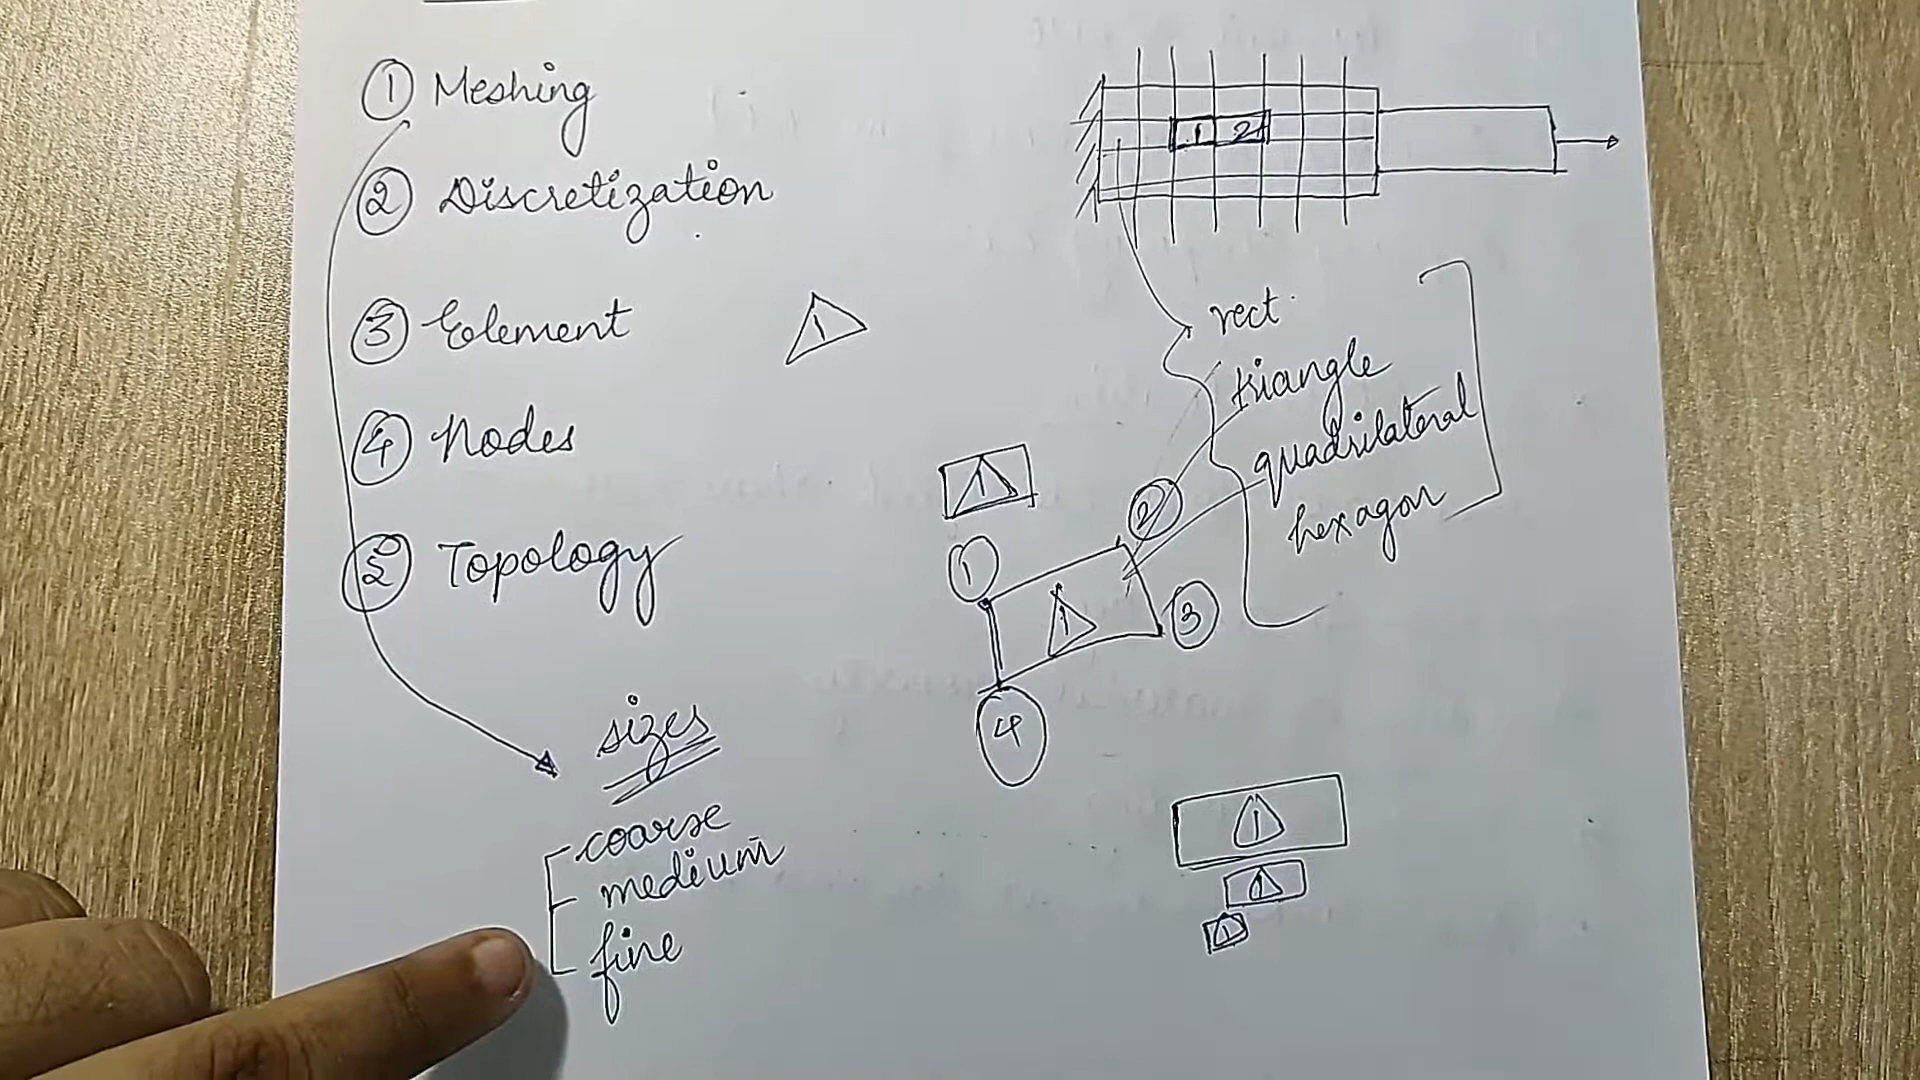 ① Meshing
② Discretization
③ Element
1
④ Nodes
⑤ Topology
sizes
coarse
medium
fine
1 2
rect
triangle
quadrilateral
hexagon
1
②
①
1
③
④
1
1
1